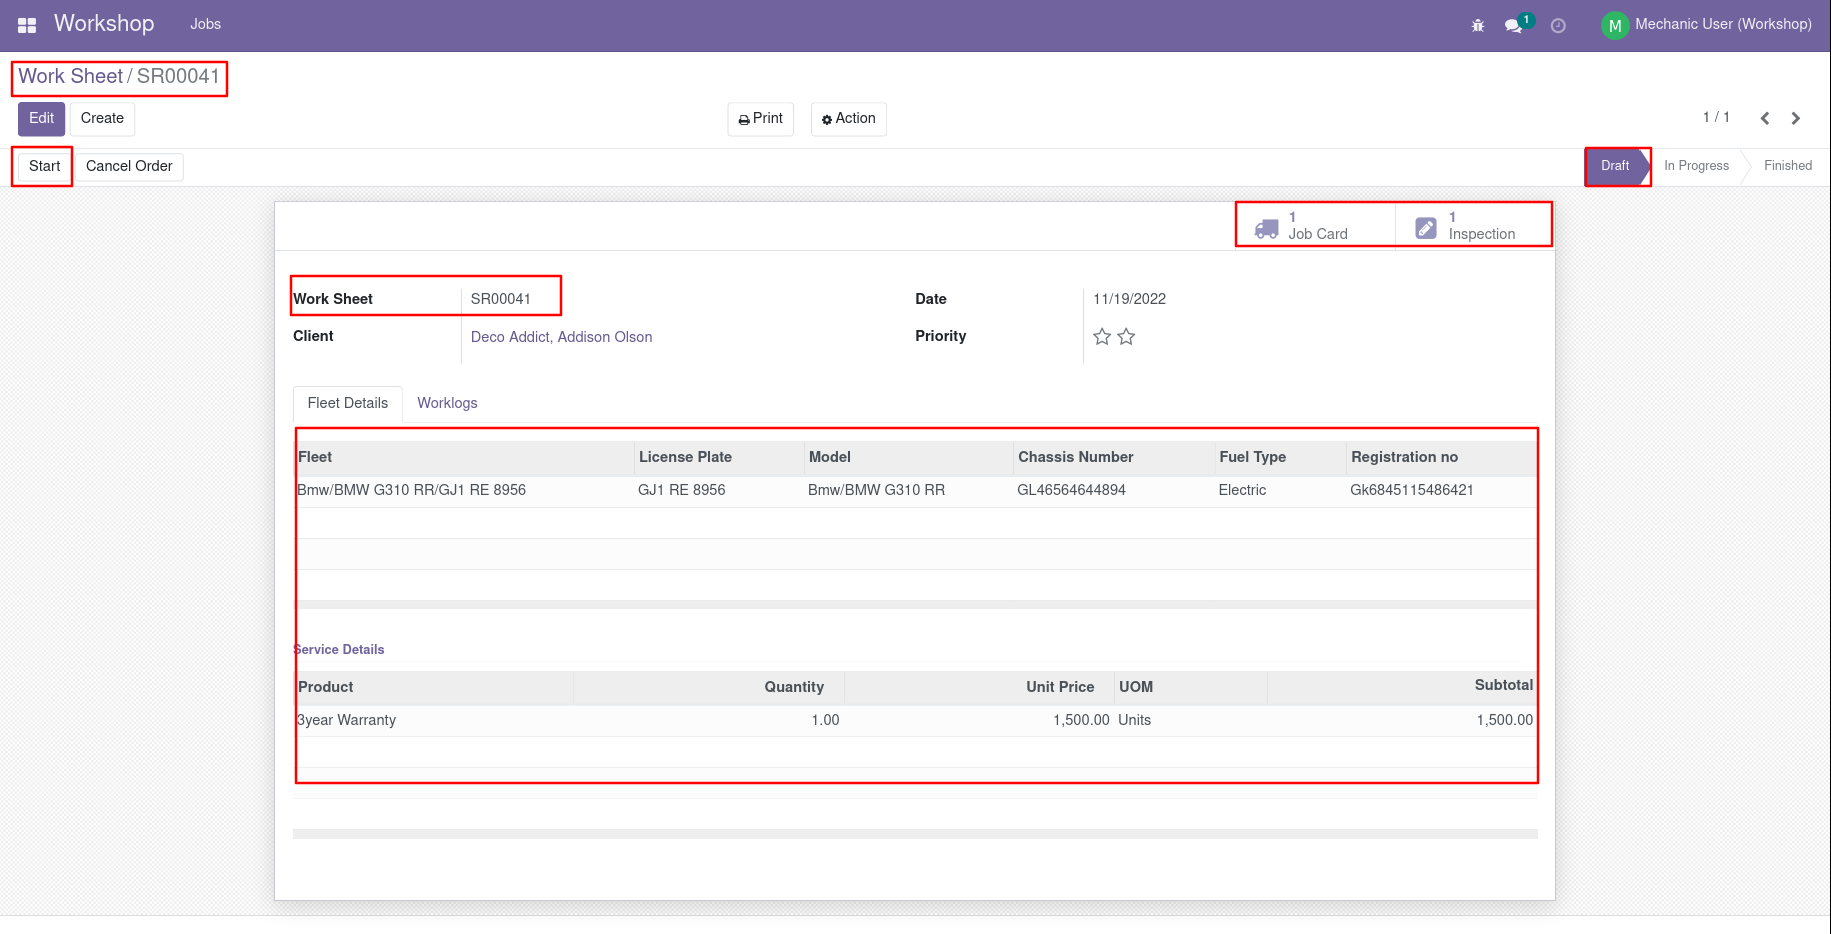 Workshop Jobs 1 M Mechanic User (Workshop)
Work Sheet / SR00041
Edit Create Print Action 1 / 1
Start Cancel Order Draft In Progress Finished
1 Job Card 1 Inspection
Work Sheet SR00041 Date 11/19/2022
Client Deco Addict, Addison Olson Priority
Fleet Details Worklogs
Fleet License Plate Model Chassis Number Fuel Type Registration no
Bmw/BMW G310 RR/GJ1 RE 8956 GJ1 RE 8956 Bmw/BMW G310 RR GL46564644894 Electric Gk6845115486421
Service Details
Product Quantity Unit Price UOM Subtotal
3year Warranty 1.00 1,500.00 Units 1,500.00